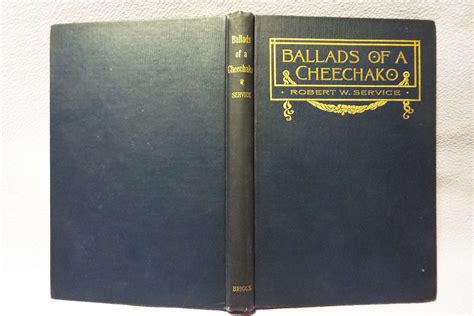 Ballads
of a
Cheechako
SERVICE
BRIGGS
BALLADS OF A
CHEECHAKO
ROBERT W. SERVICE